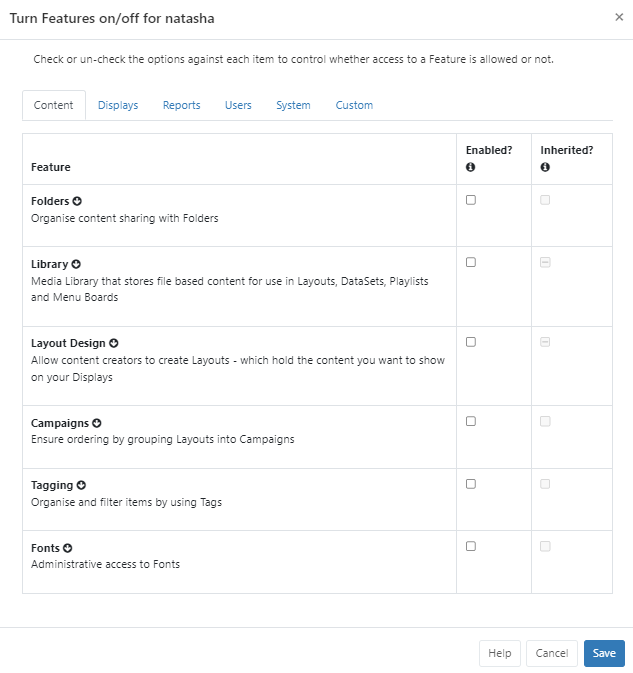 Turn Features on/off for natasha
Check or un-check the options against each item to control whether access to a Feature is allowed or not.
Content Displays Reports Users System Custom
Feature Enabled? Inherited?
Folders
Organise content sharing with Folders
Library
Media Library that stores file based content for use in Layouts, DataSets, Playlists
and Menu Boards
Layout Design
Allow content creators to create Layouts - which hold the content you want to show
on your Displays
Campaigns
Ensure ordering by grouping Layouts into Campaigns
Tagging
Organise and filter items by using Tags
Fonts
Administrative access to Fonts
Help Cancel Save